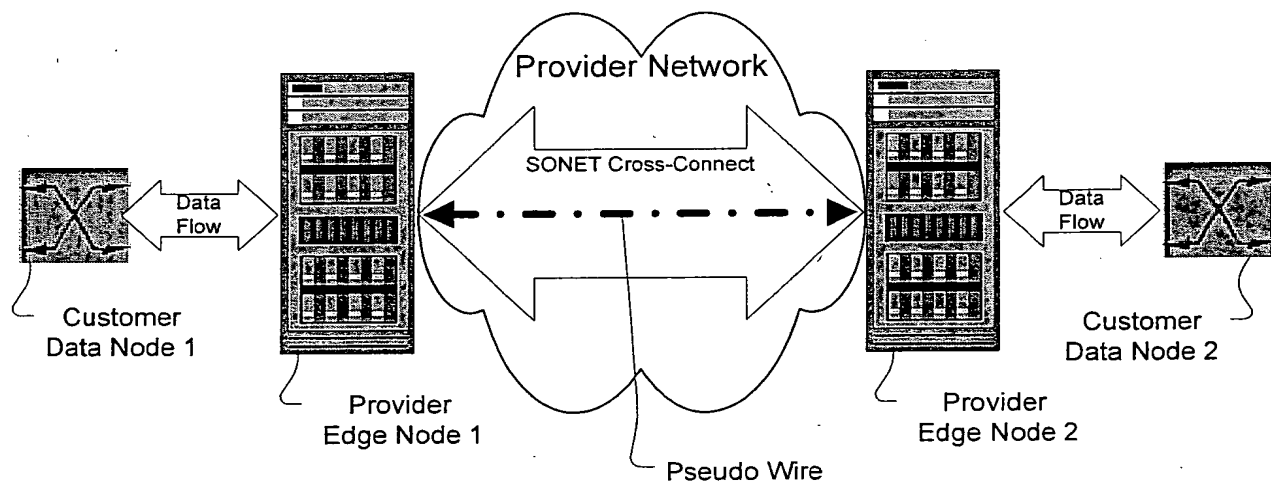 Provider Network
SONET Cross-Connect
Data
Flow
Data
Flow
Customer
Data Node 1
Provider
Edge Node 1
Pseudo Wire
Provider
Edge Node 2
Customer
Data Node 2